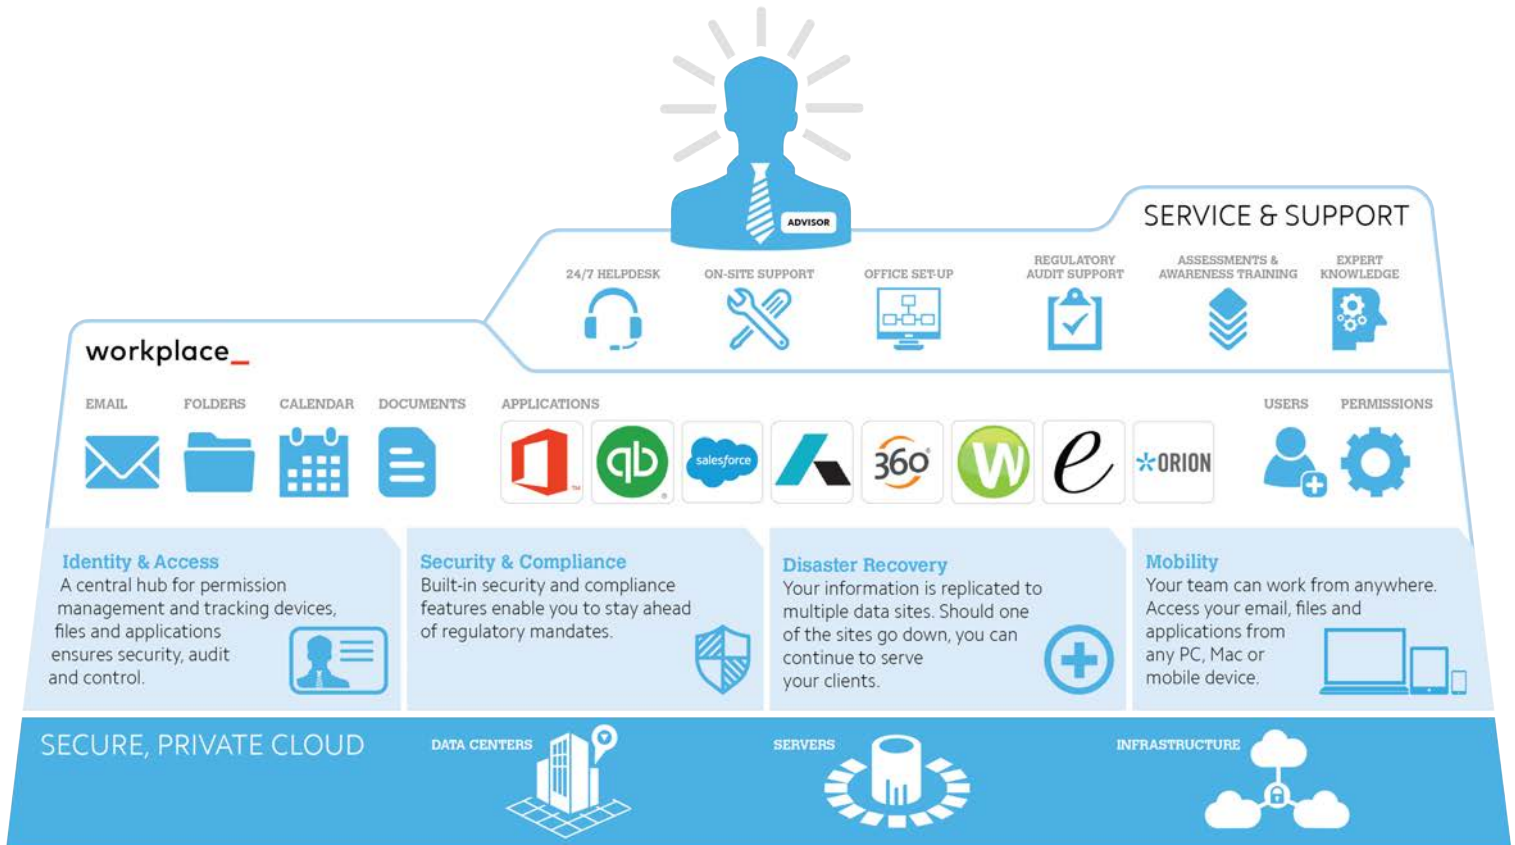 ADVISOR
SERVICE & SUPPORT
24/7 HELPDESK
ON-SITE SUPPORT
OFFICE SET-UP
REGULATORY
AUDIT SUPPORT
ASSESSMENTS &
AWARENESS TRAINING
EXPERT
KNOWLEDGE
workplace_
EMAIL
FOLDERS
CALENDAR
DOCUMENTS
APPLICATIONS
USERS
PERMISSIONS
TM
qb
®
salesforce
360°
W
e
ORION
Identity & Access
A central hub for permission
management and tracking devices,
files and applications
ensures security, audit
and control.
Security & Compliance
Built-in security and compliance
features enable you to stay ahead
of regulatory mandates.
Disaster Recovery
Your information is replicated to
multiple data sites. Should one
of the sites go down, you can
continue to serve
your clients.
Mobility
Your team can work from anywhere.
Access your email, files and
applications from
any PC, Mac or
mobile device.
SECURE, PRIVATE CLOUD
DATA CENTERS
SERVERS
INFRASTRUCTURE